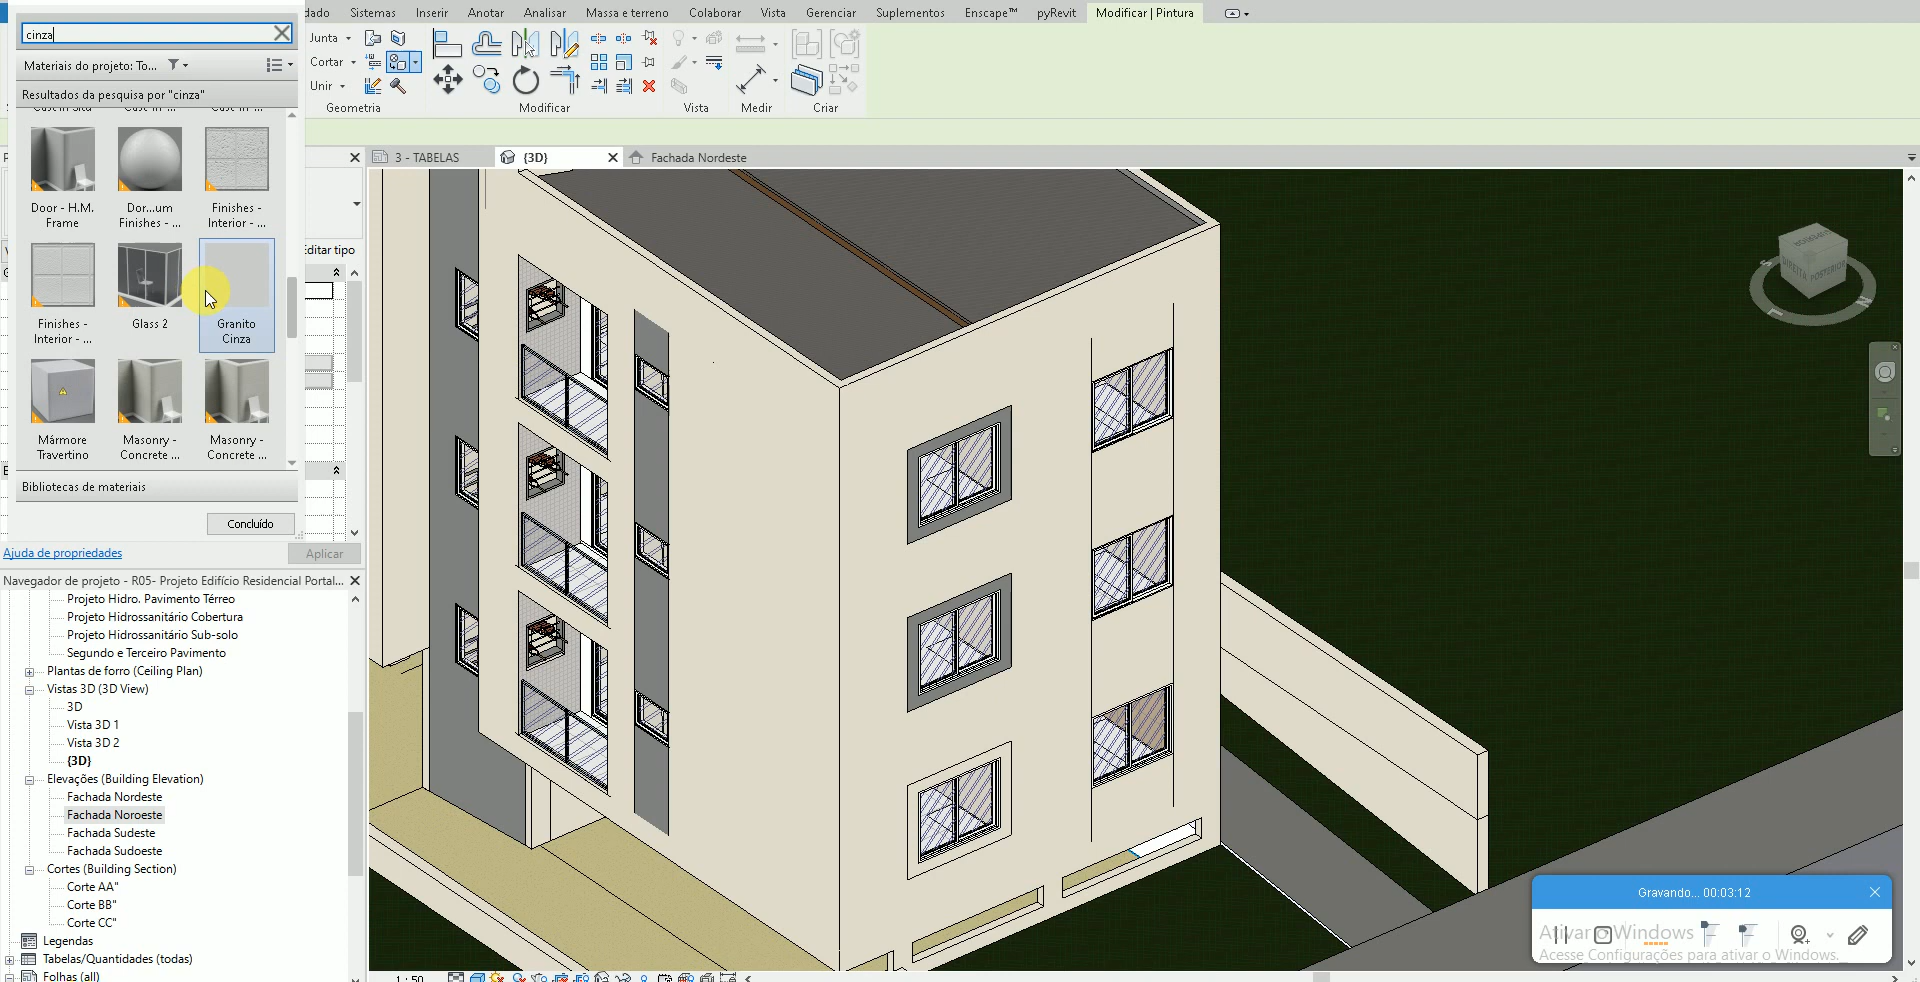 dado Sistemas Inserir Anotar Analisar Massa e terreno Colaborar Vista Gerenciar Suplementos Enscape™ pyRevit Modificar | Pintura
cinza
Junta
Cortar
Unir
Geometria Modificar Vista Medir Criar
Materiais do projeto: To...
Resultados da pesquisa por "cinza"
Door - H.M. Frame
Dor...um Finishes - ...
Finishes - Interior - ...
Finishes - Interior - ...
Glass 2
Granito Cinza
Mármore Travertino
Masonry - Concrete ...
Masonry - Concrete ...
Bibliotecas de materiais
Concluído
Editar tipo
Ajuda de propriedades
Aplicar
3 - TABELAS
{3D}
Fachada Nordeste
Navegador de projeto - R05- Projeto Edifício Residencial Portal...
Projeto Hidro. Pavimento Térreo
Projeto Hidrossanitário Cobertura
Projeto Hidrossanitário Sub-solo
Segundo e Terceiro Pavimento
Plantas de forro (Ceiling Plan)
Vistas 3D (3D View)
3D
Vista 3D 1
Vista 3D 2
{3D}
Elevações (Building Elevation)
Fachada Nordeste
Fachada Noroeste
Fachada Sudeste
Fachada Sudoeste
Cortes (Building Section)
Corte AA"
Corte BB"
Corte CC"
Legendas
Tabelas/Quantidades (todas)
Folhas (all)
1 : 50
DIREITA
POSTERIOR
Gravando... 00:03:12
Ativar o Windows
Acesse Configurações para ativar o Windows.